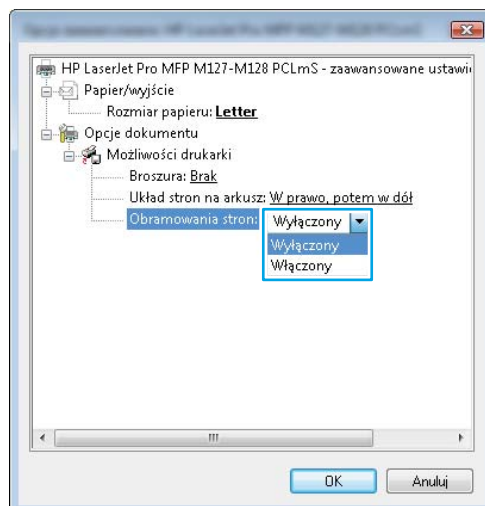 HP LaserJet Pro MFP M127-M128 PCLmS - zaawansowane ustawi
Papier/wyjście
Rozmiar papieru: Letter
Opcje dokumentu
Możliwości drukarki
Broszura: Brak
Układ stron na arkusz: W prawo, potem w dół
Obramowania stron: Wyłączony
Wyłączony
Włączony
OK Anuluj